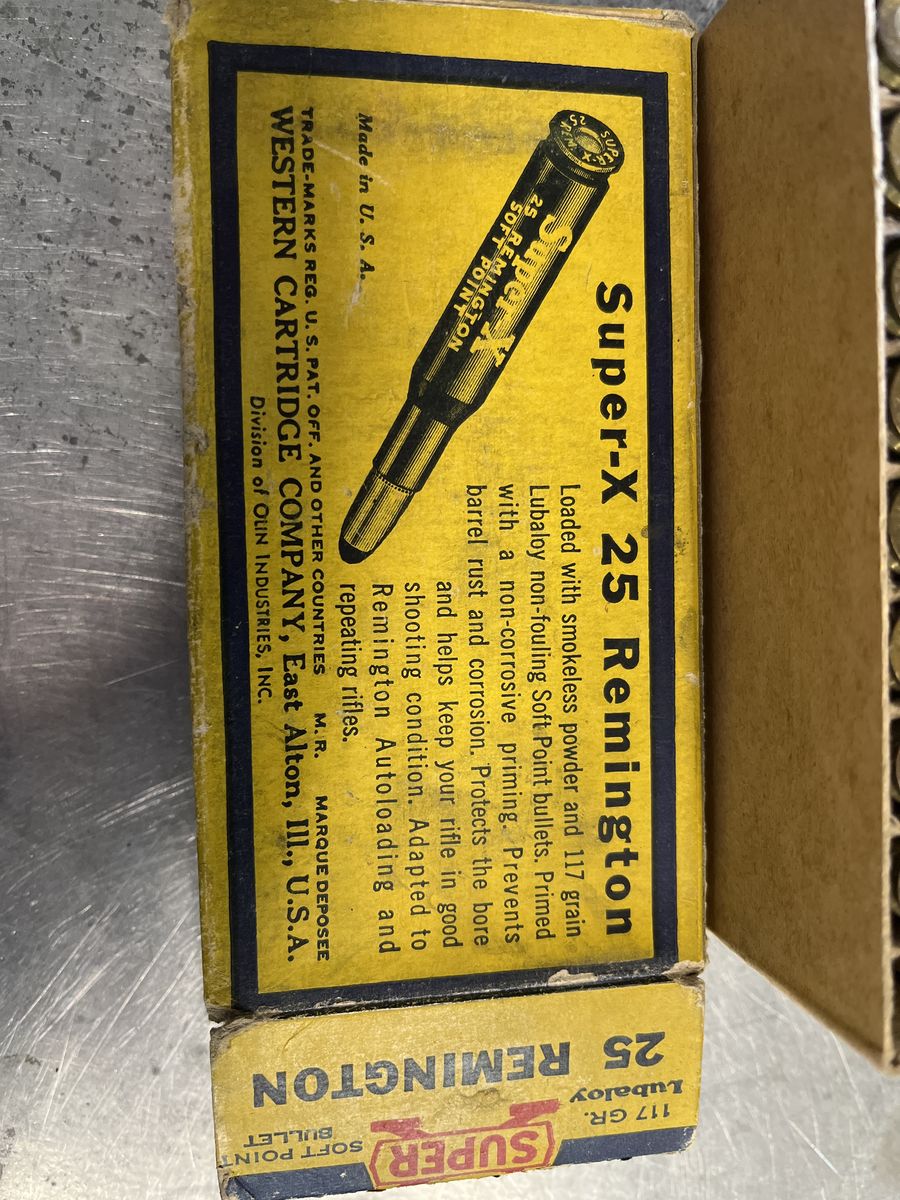 Super-X 25 Remington
Loaded with smokeless powder and 117 grain
Lubaloy non-fouling Soft Point bullets. Primed
with a non-corrosive priming. Prevents
barrel rust and corrosion. Protects the bore
and helps keep your rifle in good
shooting condition. Adapted to
Remington Autoloading and
repeating rifles.
SUPER-X
25 REM.
Super-X
25 REMINGTON
SOFT POINT
Made in U. S. A.
TRADE-MARKS REG. U. S. PAT. OFF. AND OTHER COUNTRIES M. R. MARQUE DEPOSEE
WESTERN CARTRIDGE COMPANY, East Alton, Ill., U.S.A.
Division of OLIN INDUSTRIES, INC.
25 REMINGTON
117 GR.
Lubaloy
SUPER
X
SOFT POINT
BULLET